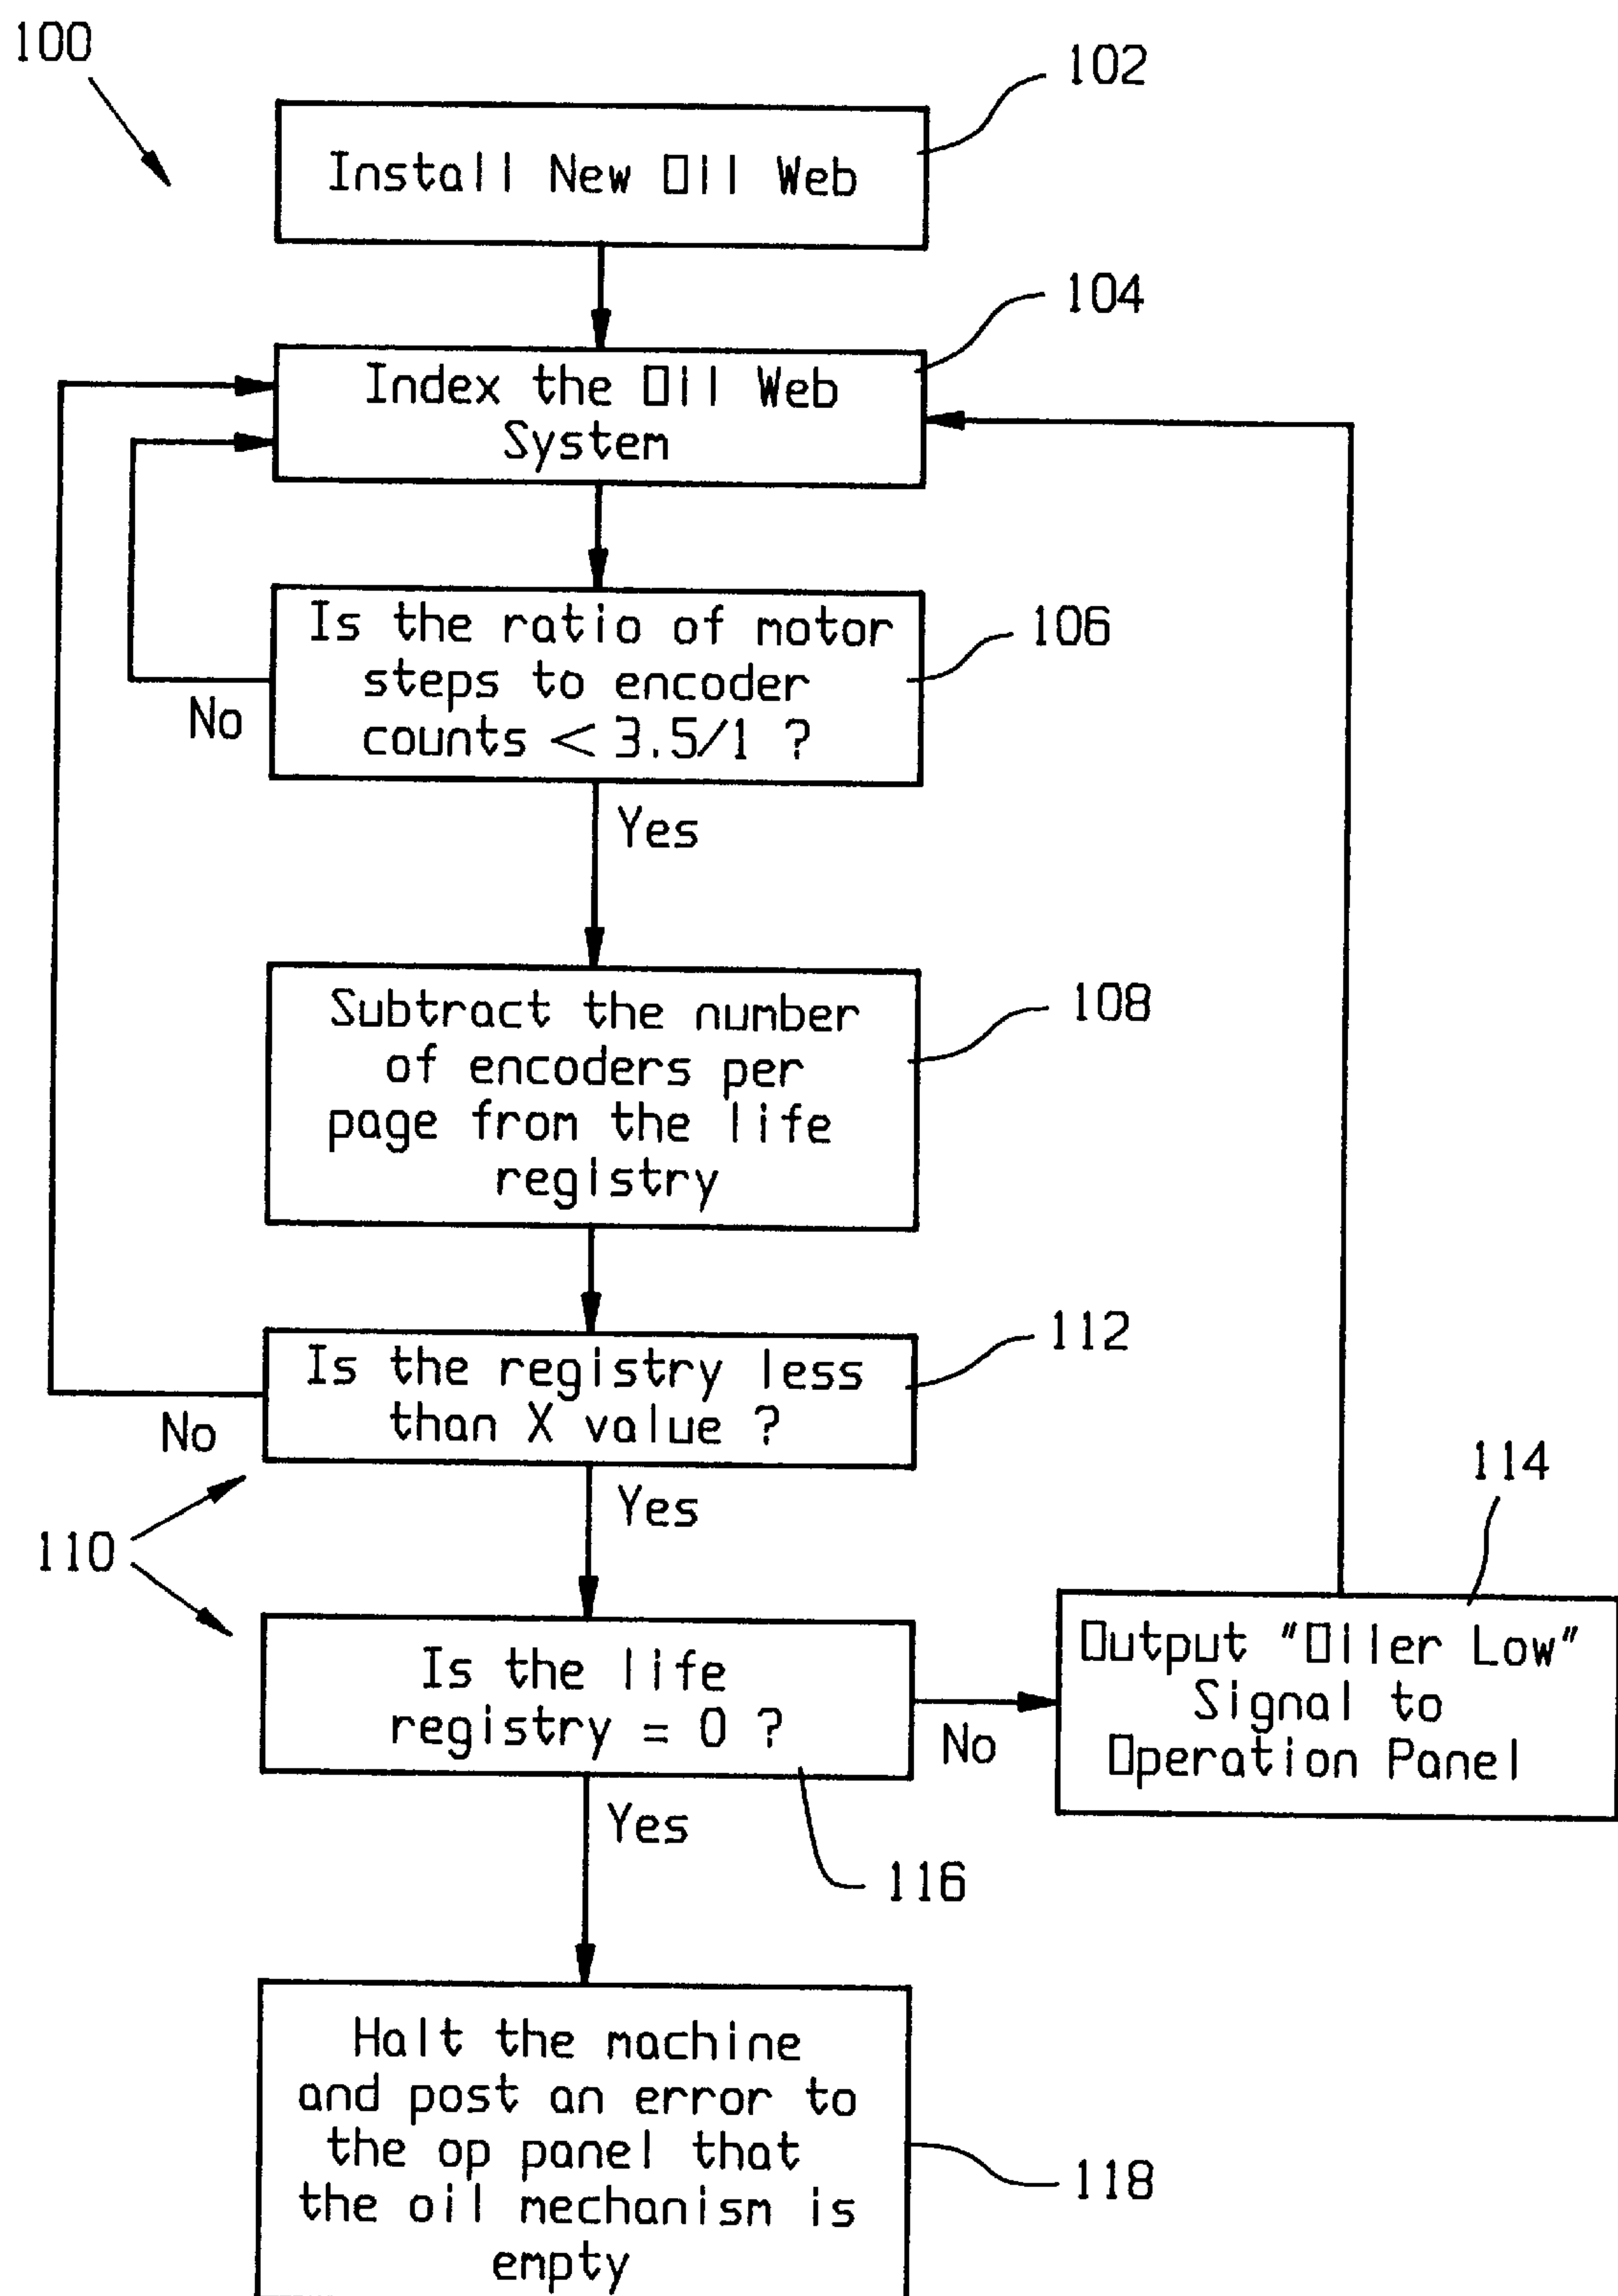 100
102
Install New Oil Web
104
Index the Oil Web
System
106
Is the ratio of motor
steps to encoder
counts < 3.5/1 ?
No
Yes
108
Subtract the number
of encoders per
page from the life
registry
112
Is the registry less
than X value ?
No
Yes
110
114
Is the life
registry = 0 ?
No
Output "Oiler Low"
Signal to
Operation Panel
Yes
116
Halt the machine
and post an error to
the op panel that
the oil mechanism is
empty
118